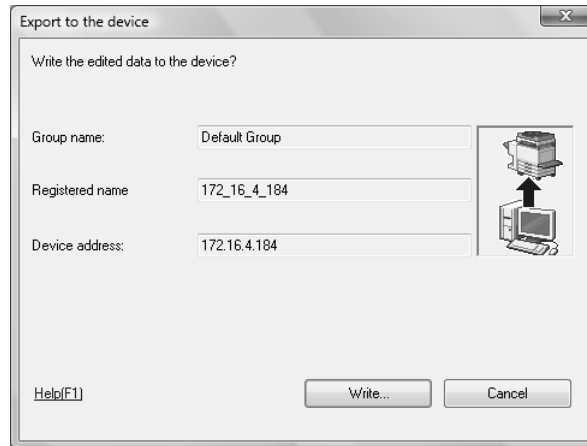 Export to the device
Write the edited data to the device?
Group name: Default Group
Registered name 172_16_4_184
Device address: 172.16.4.184
Help(F1) Write... Cancel